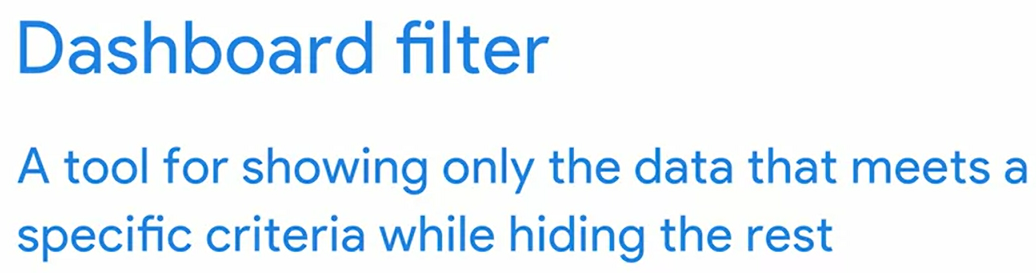 Dashboard filter
A tool for showing only the data that meets a
specific criteria while hiding the rest